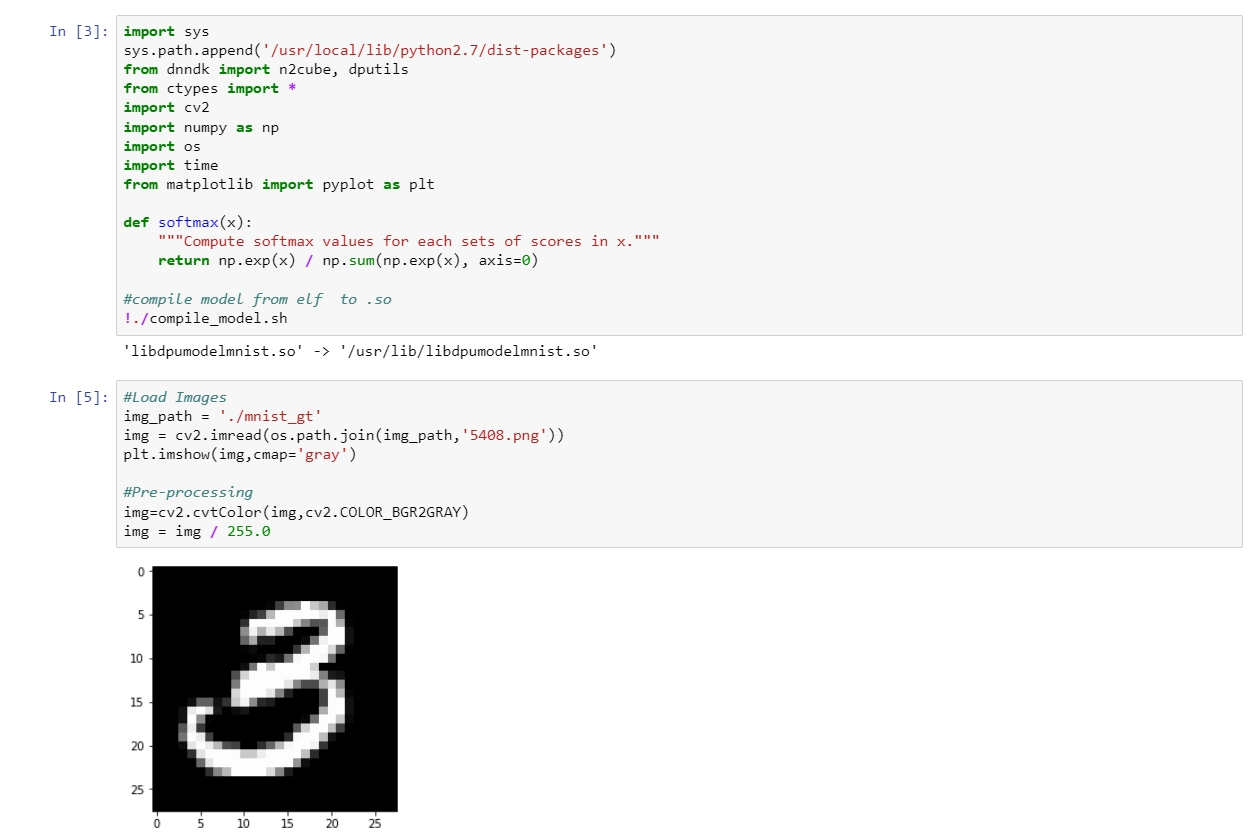 In [3]: import sys
sys.path.append('/usr/local/lib/python2.7/dist-packages')
from dnndk import n2cube, dputils
from ctypes import *
import cv2
import numpy as np
import os
import time
from matplotlib import pyplot as plt
def softmax(x):
"""Compute softmax values for each sets of scores in x."""
return np.exp(x) / np.sum(np.exp(x), axis=0)
#compile model from elf  to .so
!./compile_model.sh
'libdpumodelmnist.so' -> '/usr/lib/libdpumodelmnist.so'
In [5]: #Load Images
img_path = './mnist_gt'
img = cv2.imread(os.path.join(img_path,'5408.png'))
plt.imshow(img,cmap='gray')
#Pre-processing
img=cv2.cvtColor(img,cv2.COLOR_BGR2GRAY)
img = img / 255.0
0
5
10
15
20
25
3
0 5 10 15 20 25